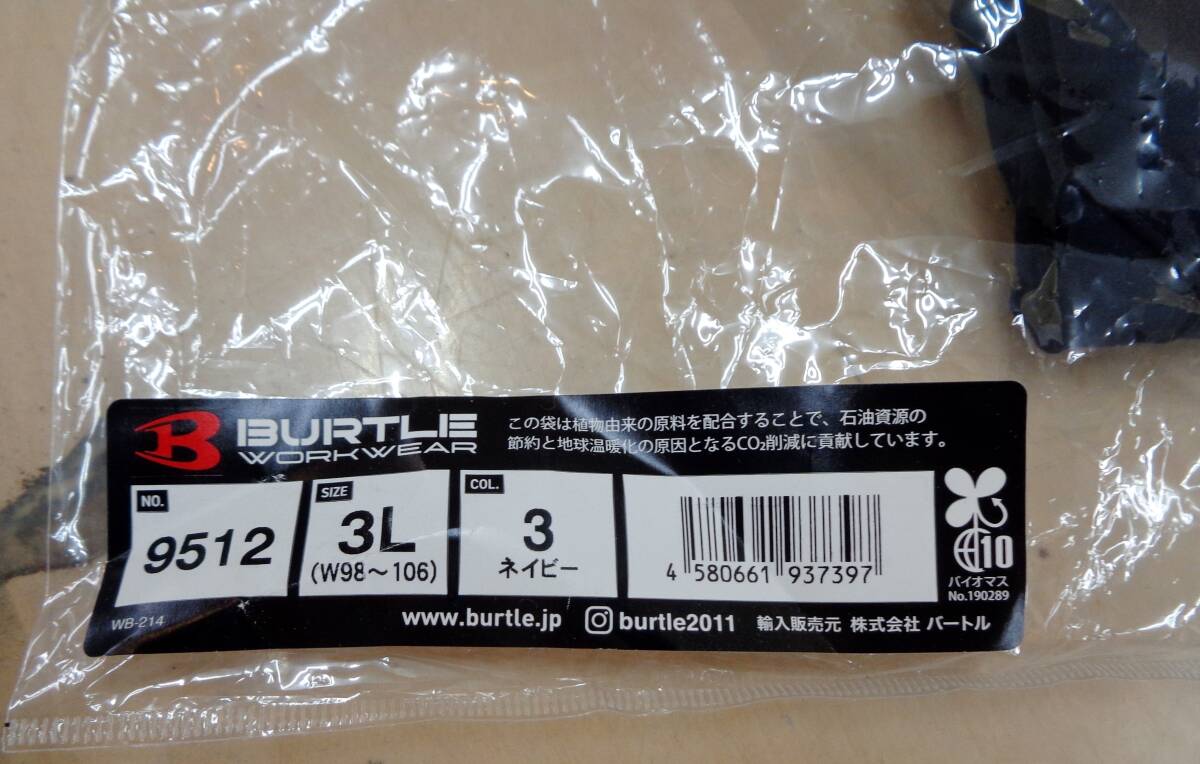 BURTLE
WORKWEAR
この袋は植物由来の原料を配合することで、石油資源の
節約と地球温暖化の原因となるCO₂削減に貢献しています。
NO.
9512
SIZE
3L
(W98～106)
COL.
3
ネイビー
4 580661 937397
10
バイオマス
No.190289
WB-214
www.burtle.jp burtle2011 輸入販売元 株式会社 バートル